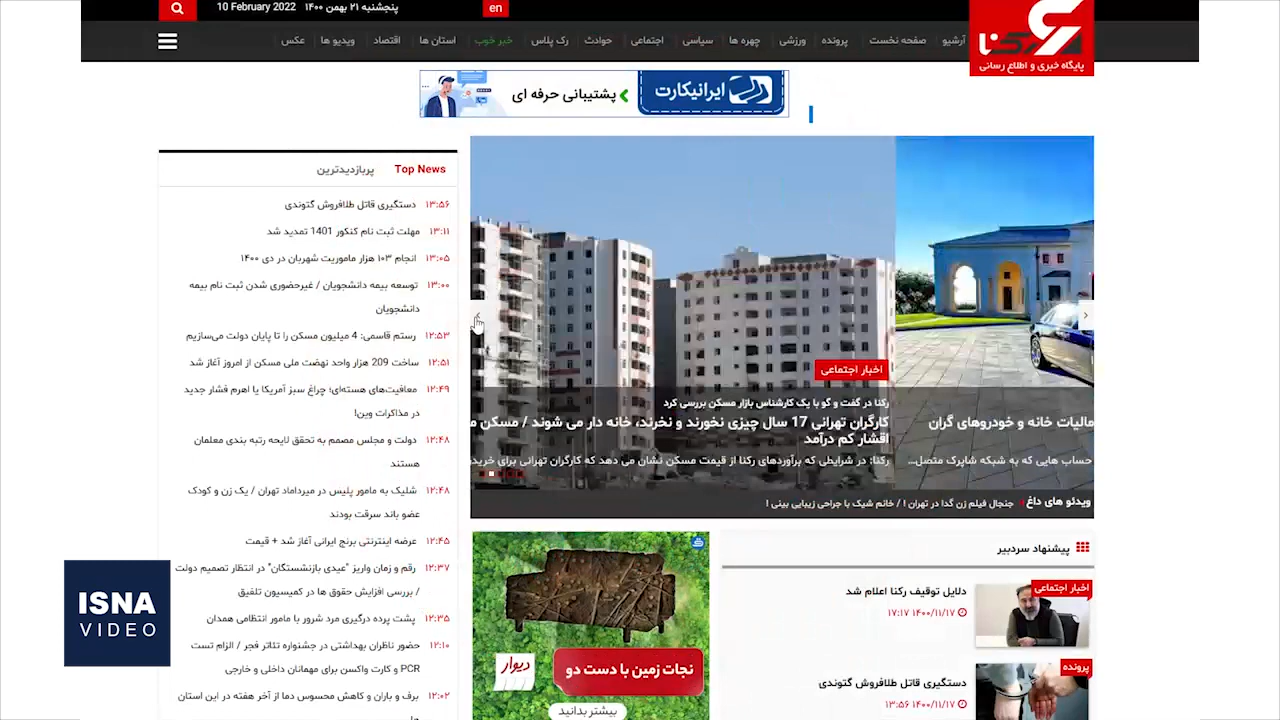 پنجشنبه ۲۱ بهمن ۱۴۰۰ 10 February 2022
en
رکنا
پایگاه خبری و اطلاع رسانی
آرشیو صفحه نخست پرونده ورزشی چهره ها سیاسی اجتماعی حوادث رک پلاس خبر خوب استان ها اقتصاد ویدیو ها عکس
ایرانیکارت
پشتیبانی حرفه ای
Top News پربازدیدترین
۱۳:۵۶ دستگیری قاتل طلافروش گتوندی
۱۳:۱۱ مهلت ثبت نام کنکور 1401 تمدید شد
۱۳:۰۵ انجام ۱۰۳ هزار ماموریت شهربان در دی ۱۴۰۰
۱۳:۰۰ توسعه بیمه دانشجویان / غیرحضوری شدن ثبت نام بیمه
دانشجویان
۱۲:۵۳ رستم قاسمی: 4 میلیون مسکن را تا پایان دولت می‌سازیم
۱۲:۵۱ ساخت 209 هزار واحد نهضت ملی مسکن از امروز آغاز شد
۱۲:۴۹ معافیت‌های هسته‌ای؛ چراغ سبز آمریکا یا اهرم فشار جدید
در مذاکرات وین!
۱۲:۴۸ دولت و مجلس مصمم به تحقق لایحه رتبه بندی معلمان
هستند
۱۲:۴۸ شلیک به مامور پلیس در میرداماد تهران / یک زن و کودک
عضو باند سرقت بودند
۱۲:۴۵ عرضه اینترنتی برنج ایرانی آغاز شد + قیمت
۱۲:۳۷ رقم و زمان واریز "عیدی بازنشستگان" در انتظار تصمیم دولت
/ بررسی افزایش حقوق ها در کمیسیون تلفیق
۱۲:۳۵ پشت پرده درگیری مرد شرور با مامور انتظامی همدان
۱۲:۱۰ حضور ناظران بهداشتی در جشنواره تئاتر فجر / الزام تست
PCR و کارت واکسن برای مهمانان داخلی و خارجی
۱۲:۰۲ برف و باران و کاهش محسوس دما از آخر هفته در این استان
مالیات خانه و خودروهای گران
حساب هایی که به شبکه شاپرک متصل...
اخبار اجتماعی
رکنا در گفت و گو با یک کارشناس بازار مسکن بررسی کرد
کارگران تهرانی 17 سال چیزی نخورند و نخرند، خانه دار می شوند / مسکن
اقشار کم درآمد
رکنا: در شرایطی که برآوردهای رکنا از قیمت مسکن نشان می دهد که کارگران تهرانی برای خرید
ویدئو های داغ جنجال فیلم زن گدا در تهران ! / خانم شیک با جراحی زیبایی بینی !
پیشنهاد سردبیر
اخبار اجتماعی
دلایل توقیف رکنا اعلام شد
۱۴۰۰/۱۱/۱۷ ۱۷:۱۷
پرونده
دستگیری قاتل طلافروش گتوندی
۱۴۰۰/۱۱/۱۷ ۱۳:۵۶
دیوار
نجات زمین با دست دو
بیشتر بدانید
ISNA
VIDEO